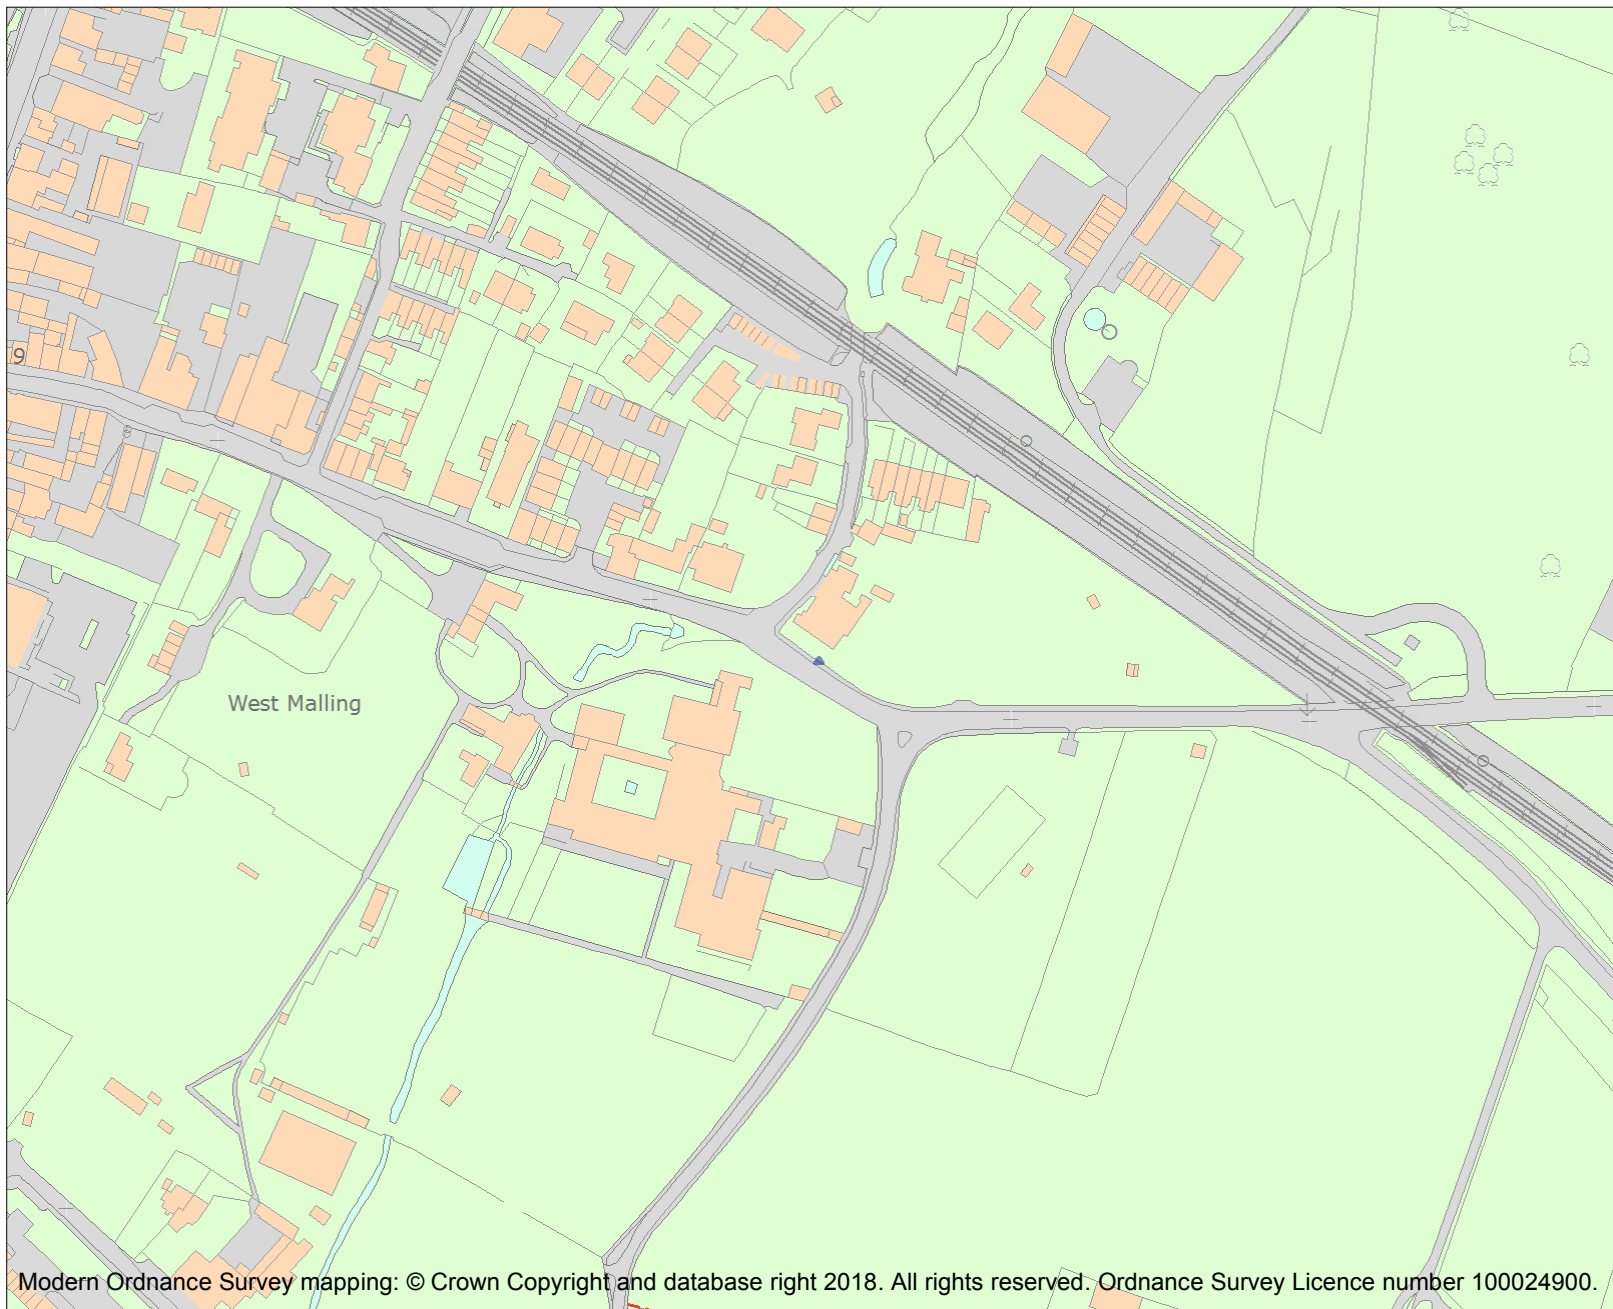 9
West Malling
Modern Ordnance Survey mapping: © Crown Copyright and database right 2018. All rights reserved. Ordnance Survey Licence number 100024900.